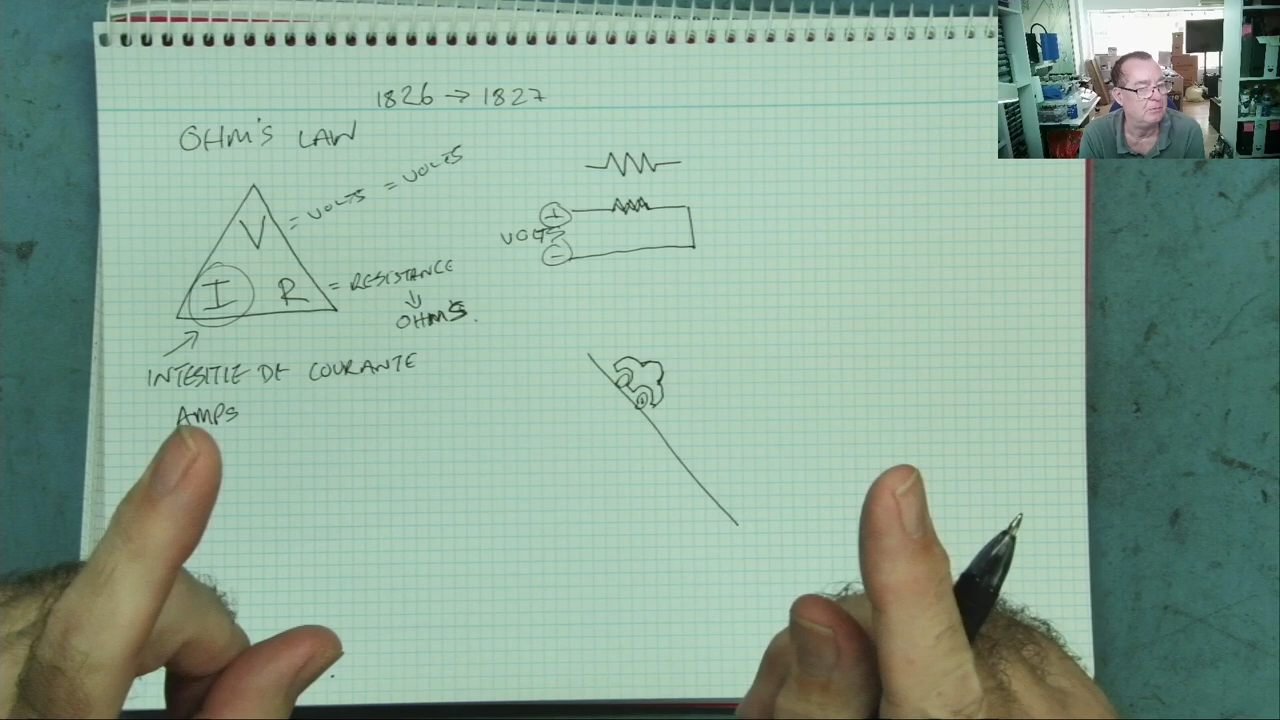 1826 → 1827
OHM'S LAW
V = VOLTS = VOLTS
I R = RESISTANCE
↓
OHMS.
INTESITIE DE COURANTE
AMPS
+
VOLTS
-